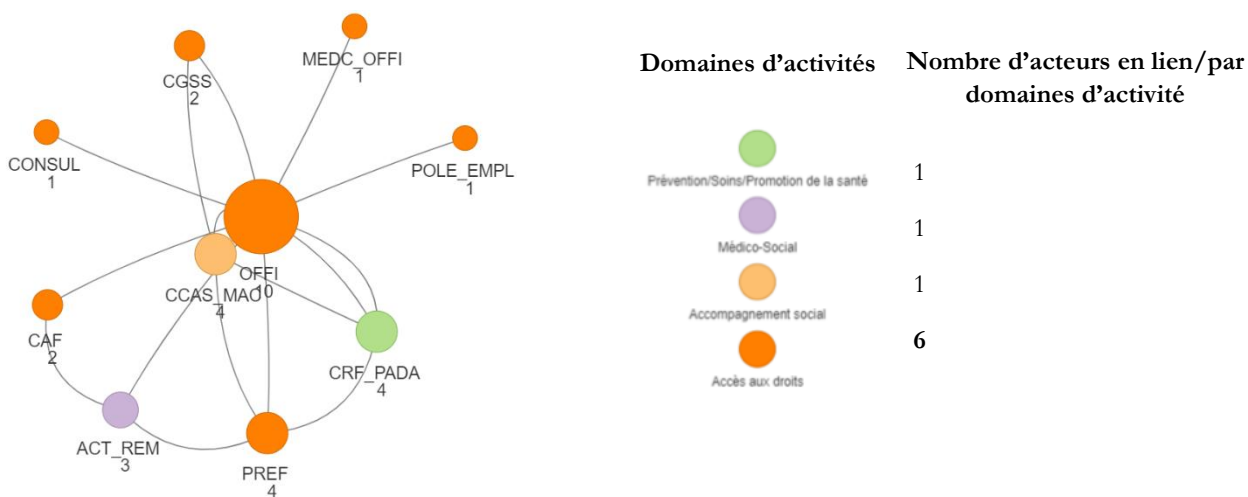 MEDC_OFFI
1
CGSS
2
CONSUL
1
POLE_EMPL
1
OFFI
10
CCAS_MAO
4
CAF
2
CRF_PADA
4
ACT_REM
3
PREF
4
Domaines d’activités
Nombre d’acteurs en lien/par
domaines d’activité
Prévention/Soins/Promotion de la santé
1
Médico-Social
1
Accompagnement social
1
Accès aux droits
6